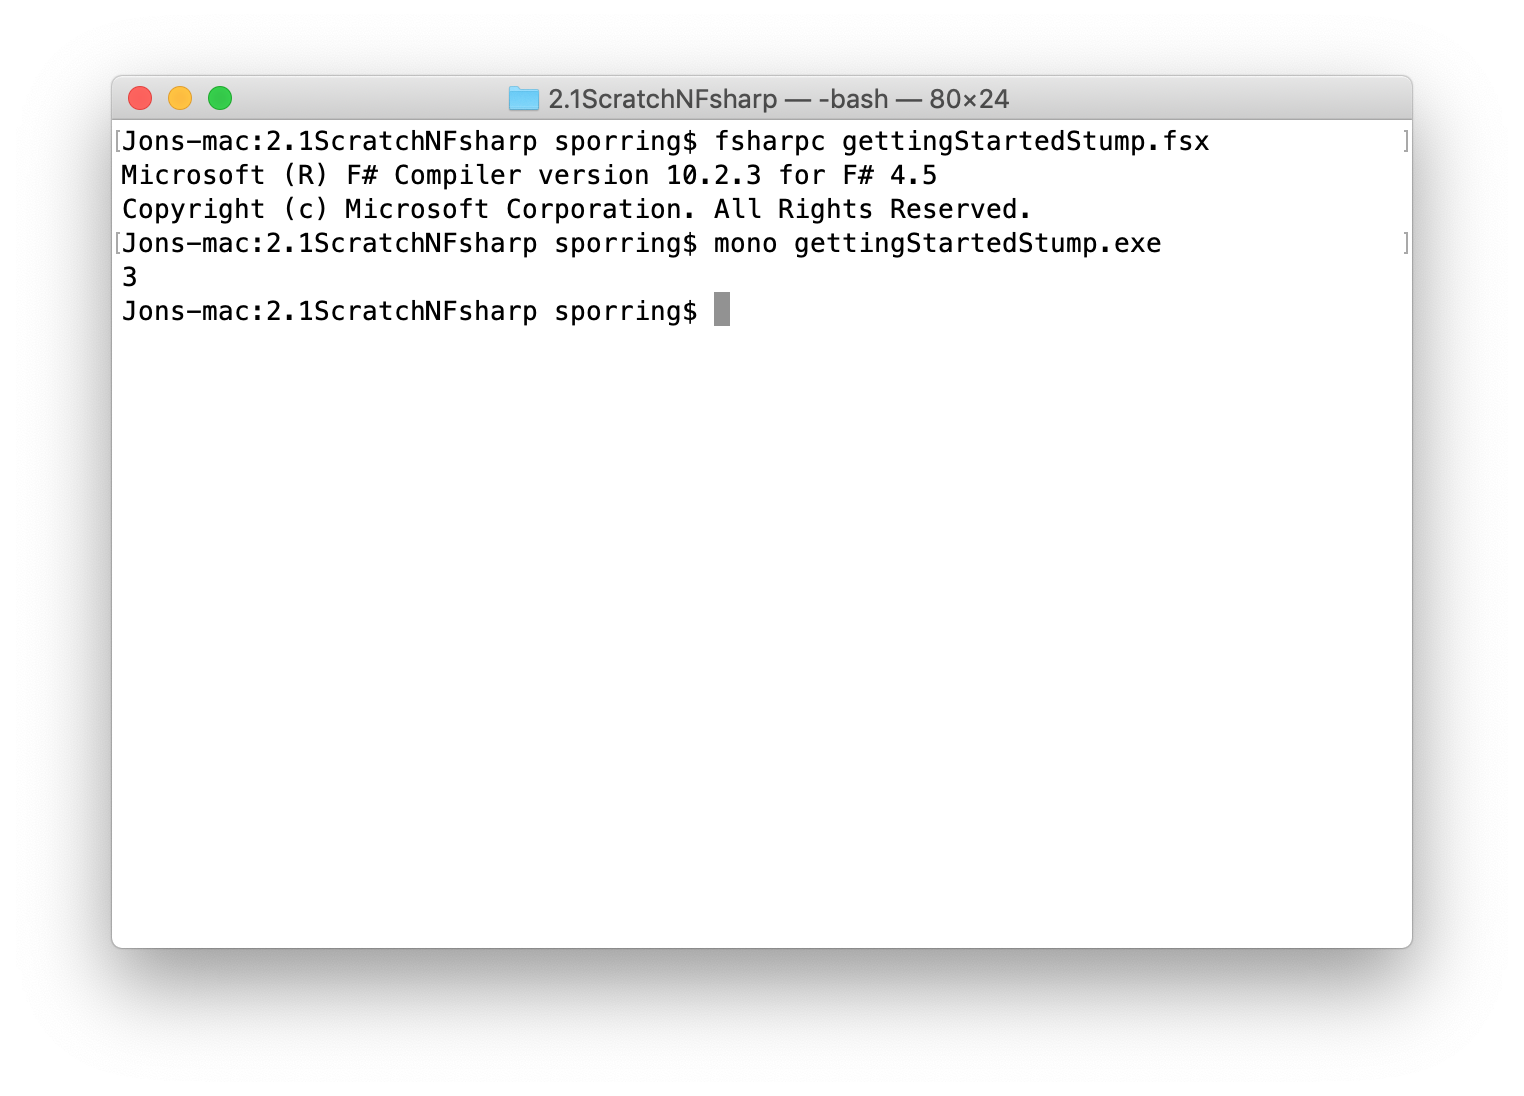 2.1ScratchNFsharp — -bash — 80×24
[Jons-mac:2.1ScratchNFsharp sporring$ fsharpc gettingStartedStump.fsx ]
Microsoft (R) F# Compiler version 10.2.3 for F# 4.5
Copyright (c) Microsoft Corporation. All Rights Reserved.
[Jons-mac:2.1ScratchNFsharp sporring$ mono gettingStartedStump.exe ]
3
Jons-mac:2.1ScratchNFsharp sporring$